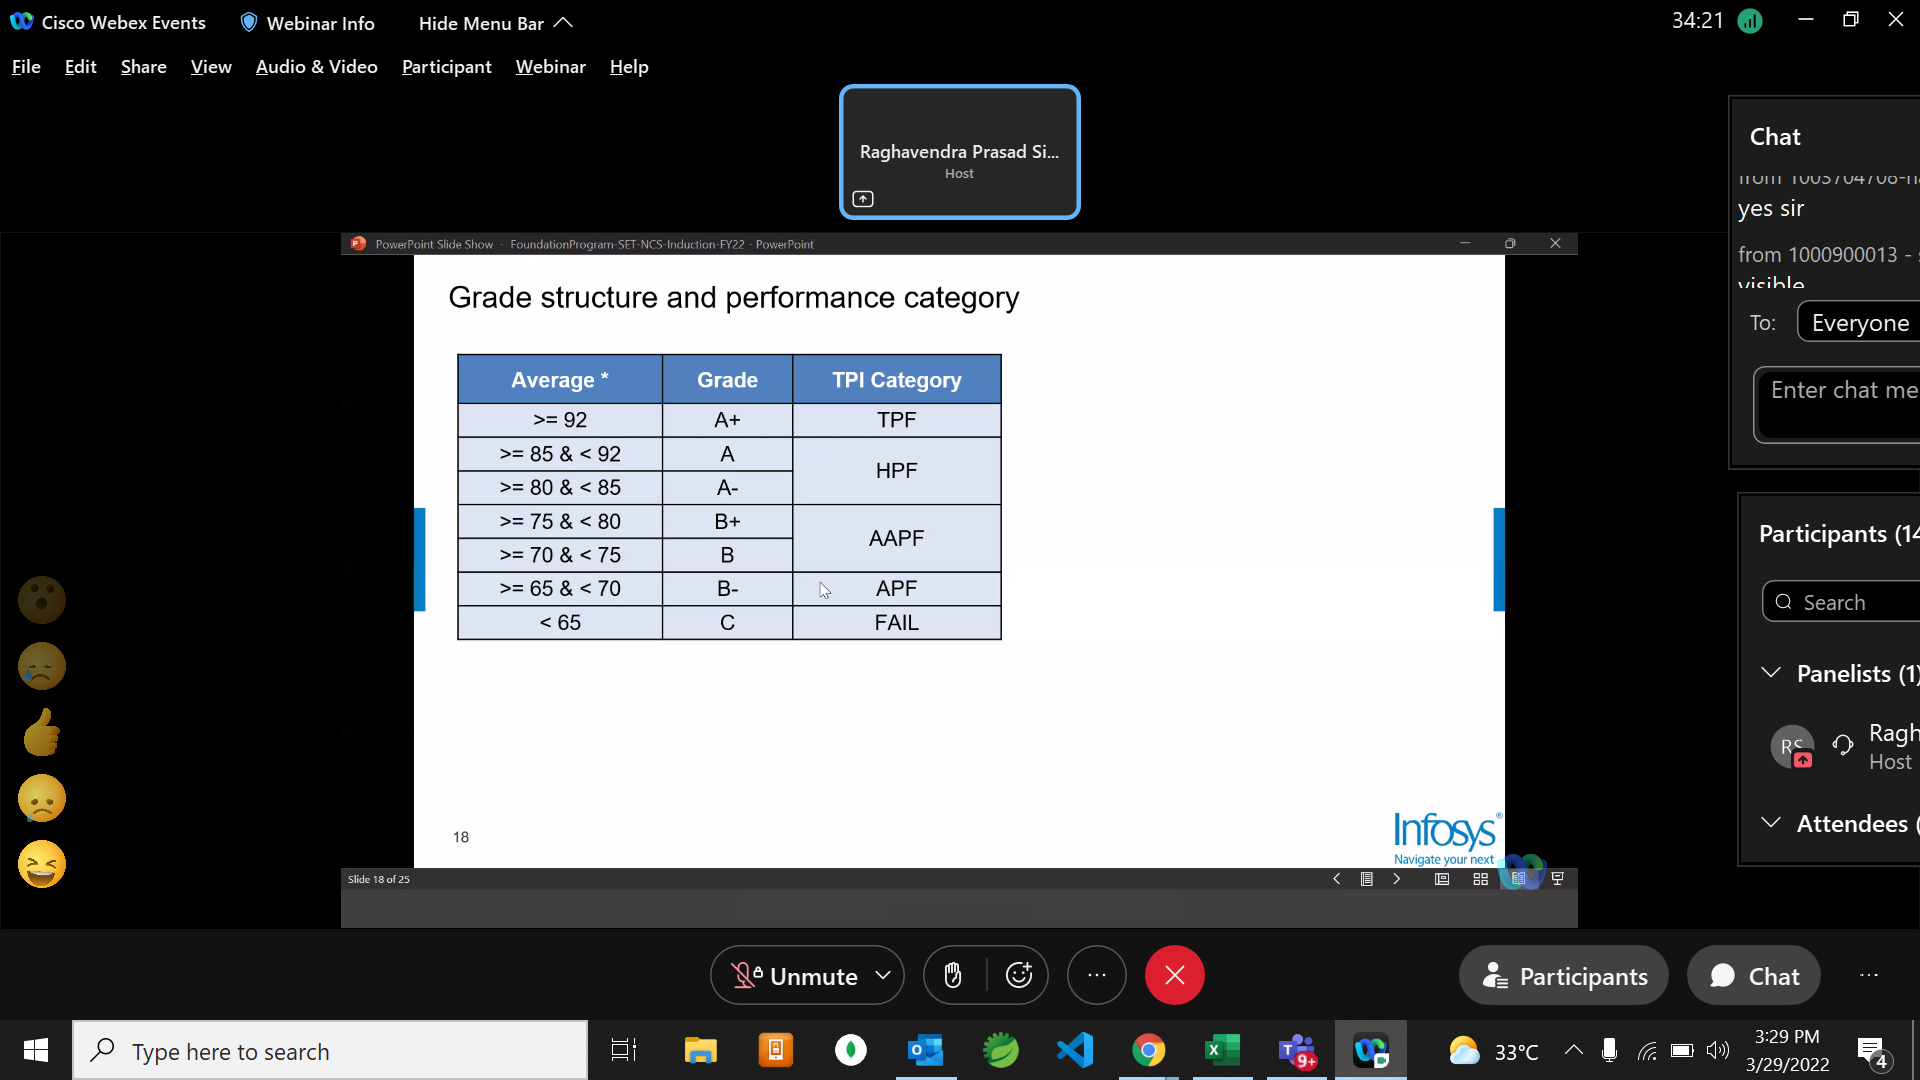 Cisco Webex Events
Webinar Info
Hide Menu Bar
34:21
File Edit Share View Audio & Video Participant Webinar Help
Raghavendra Prasad Si...
Host
PowerPoint Slide Show - FoundationProgram-SET-NCS-Induction-FY22 - PowerPoint
Grade structure and performance category
Average * Grade TPI Category
>= 92 A+ TPF
>= 85 & < 92 A
HPF
>= 80 & < 85 A-
>= 75 & < 80 B+
AAPF
>= 70 & < 75 B
>= 65 & < 70 B- APF
< 65 C FAIL
18
Infosys®
Navigate your next
Slide 18 of 25
Chat
yes sir
from 1000900013 -
visible
To: Everyone
Enter chat me
Participants (14
Search
Panelists (1)
RS
Ragh
Host
Attendees (
Unmute
Participants
Chat
Type here to search
9+
33°C
3:29 PM
3/29/2022
4